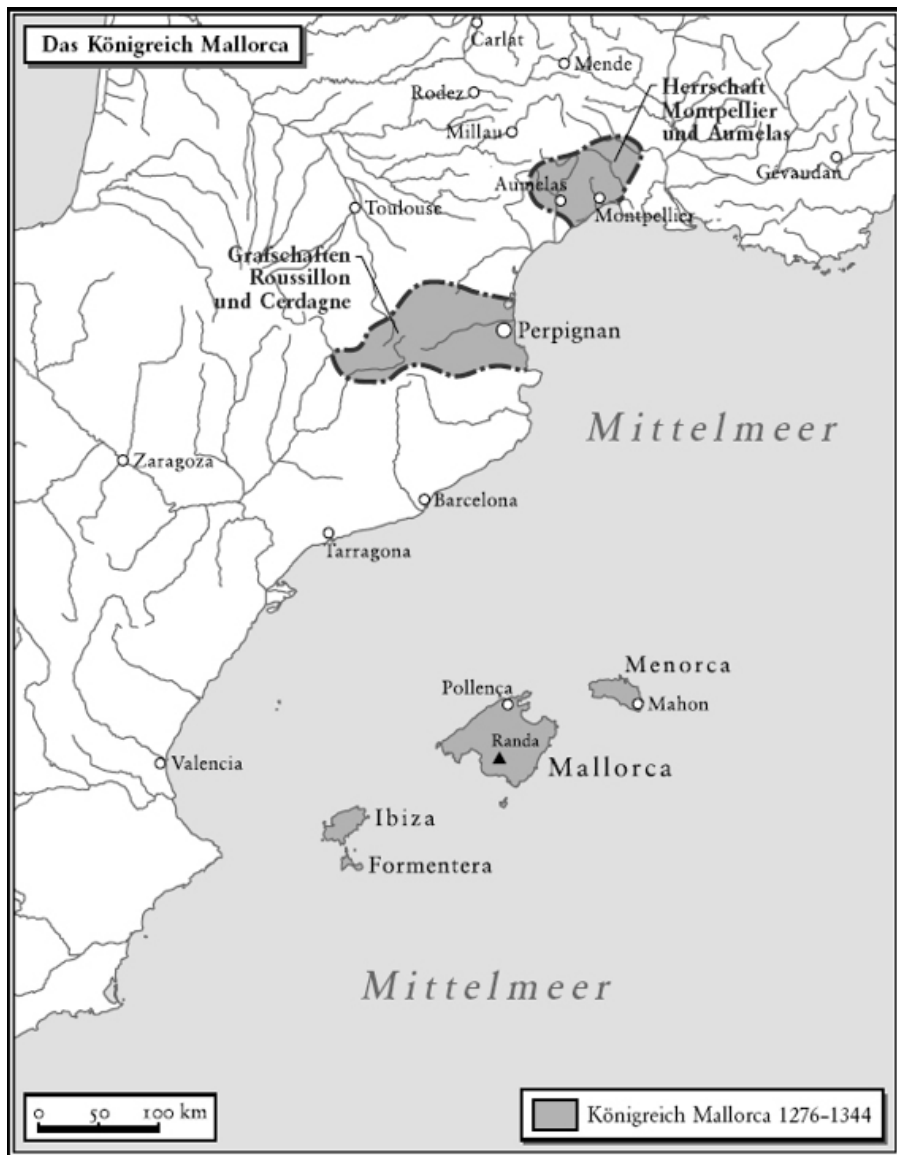 Das Königreich Mallorca
Carlat
Mende
Rodez
Herrschaft
Montpellier
und Aumelas
Millau
Gévaudan
Aumelas
Montpellier
Toulouse
Grafschaften
Roussillon
und Cerdagne
Perpignan
Mittelmeer
Zaragoza
Barcelona
Tarragona
Menorca
Pollença
Mahon
Randa
Mallorca
Valencia
Ibiza
Formentera
Mittelmeer
0 50 100 km
Königreich Mallorca 1276–1344